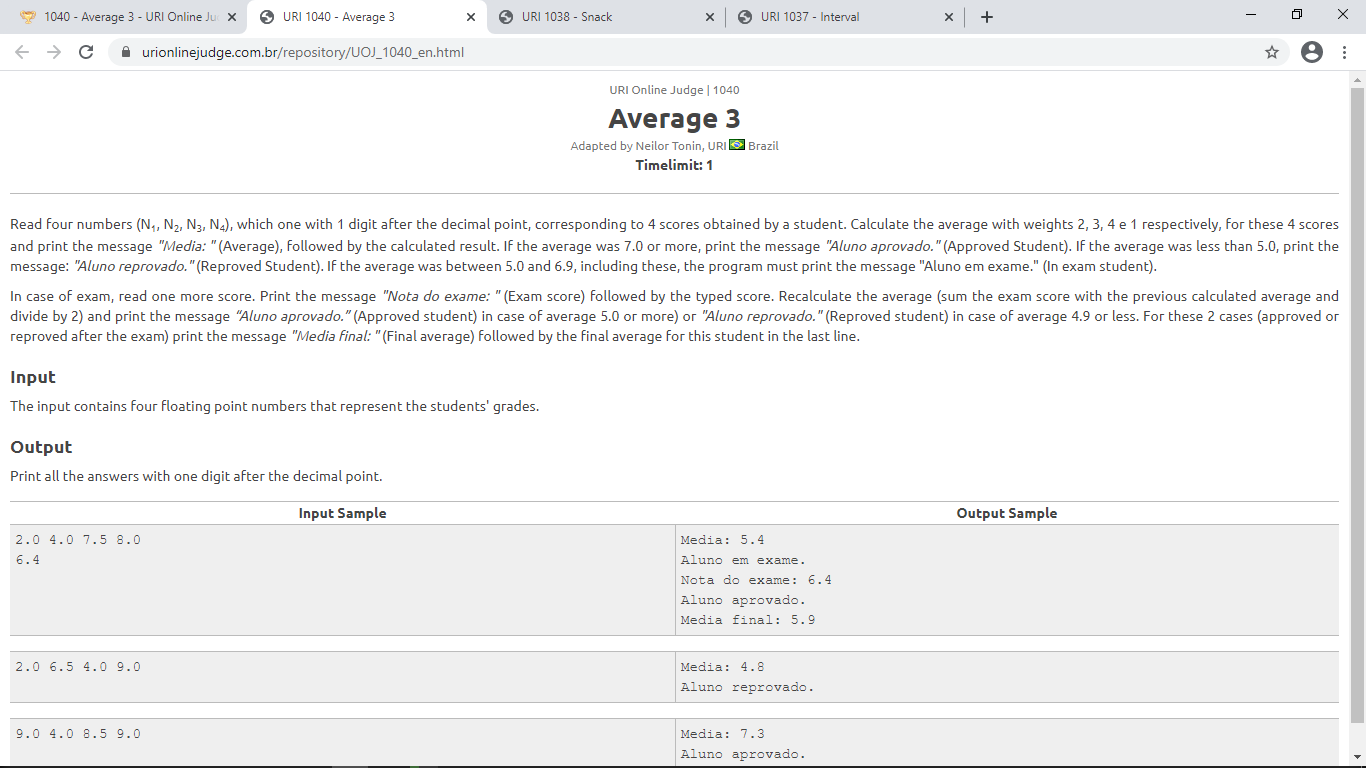 1040 - Average 3 - URI Online Ju
URI 1040 - Average 3
URI 1038 - Snack
URI 1037 - Interval
urionlinejudge.com.br/repository/UOJ_1040_en.html
URI Online Judge | 1040
Average 3
Adapted by Neilor Tonin, URI Brazil
Timelimit: 1
Read four numbers (N1, N2, N3, N4), which one with 1 digit after the decimal point, corresponding to 4 scores obtained by a student. Calculate the average with weights 2, 3, 4 e 1 respectively, for these 4 scores
and print the message "Media: " (Average), followed by the calculated result. If the average was 7.0 or more, print the message "Aluno aprovado." (Approved Student). If the average was less than 5.0, print the
message: "Aluno reprovado." (Reproved Student). If the average was between 5.0 and 6.9, including these, the program must print the message "Aluno em exame." (In exam student).
In case of exam, read one more score. Print the message "Nota do exame: " (Exam score) followed by the typed score. Recalculate the average (sum the exam score with the previous calculated average and
divide by 2) and print the message “Aluno aprovado.” (Approved student) in case of average 5.0 or more) or "Aluno reprovado." (Reproved student) in case of average 4.9 or less. For these 2 cases (approved or
reproved after the exam) print the message "Media final: " (Final average) followed by the final average for this student in the last line.
Input
The input contains four floating point numbers that represent the students' grades.
Output
Print all the answers with one digit after the decimal point.
Input Sample
Output Sample
2.0 4.0 7.5 8.0
6.4
Media: 5.4
Aluno em exame.
Nota do exame: 6.4
Aluno aprovado.
Media final: 5.9
2.0 6.5 4.0 9.0
Media: 4.8
Aluno reprovado.
9.0 4.0 8.5 9.0
Media: 7.3
Aluno aprovado.